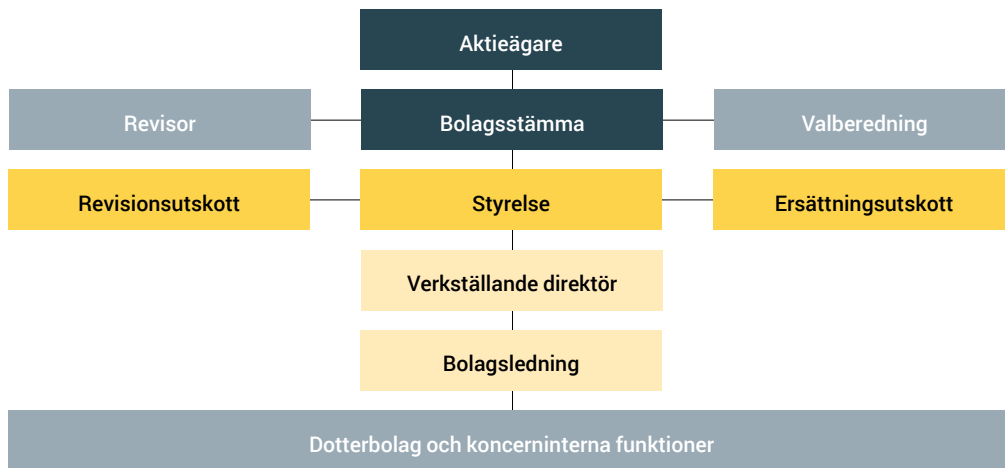 Aktieägare
Revisor
Bolagsstämma
Valberedning
Revisionsutskott
Styrelse
Ersättningsutskott
Verkställande direktör
Bolagsledning
Dotterbolag och koncerninterna funktioner